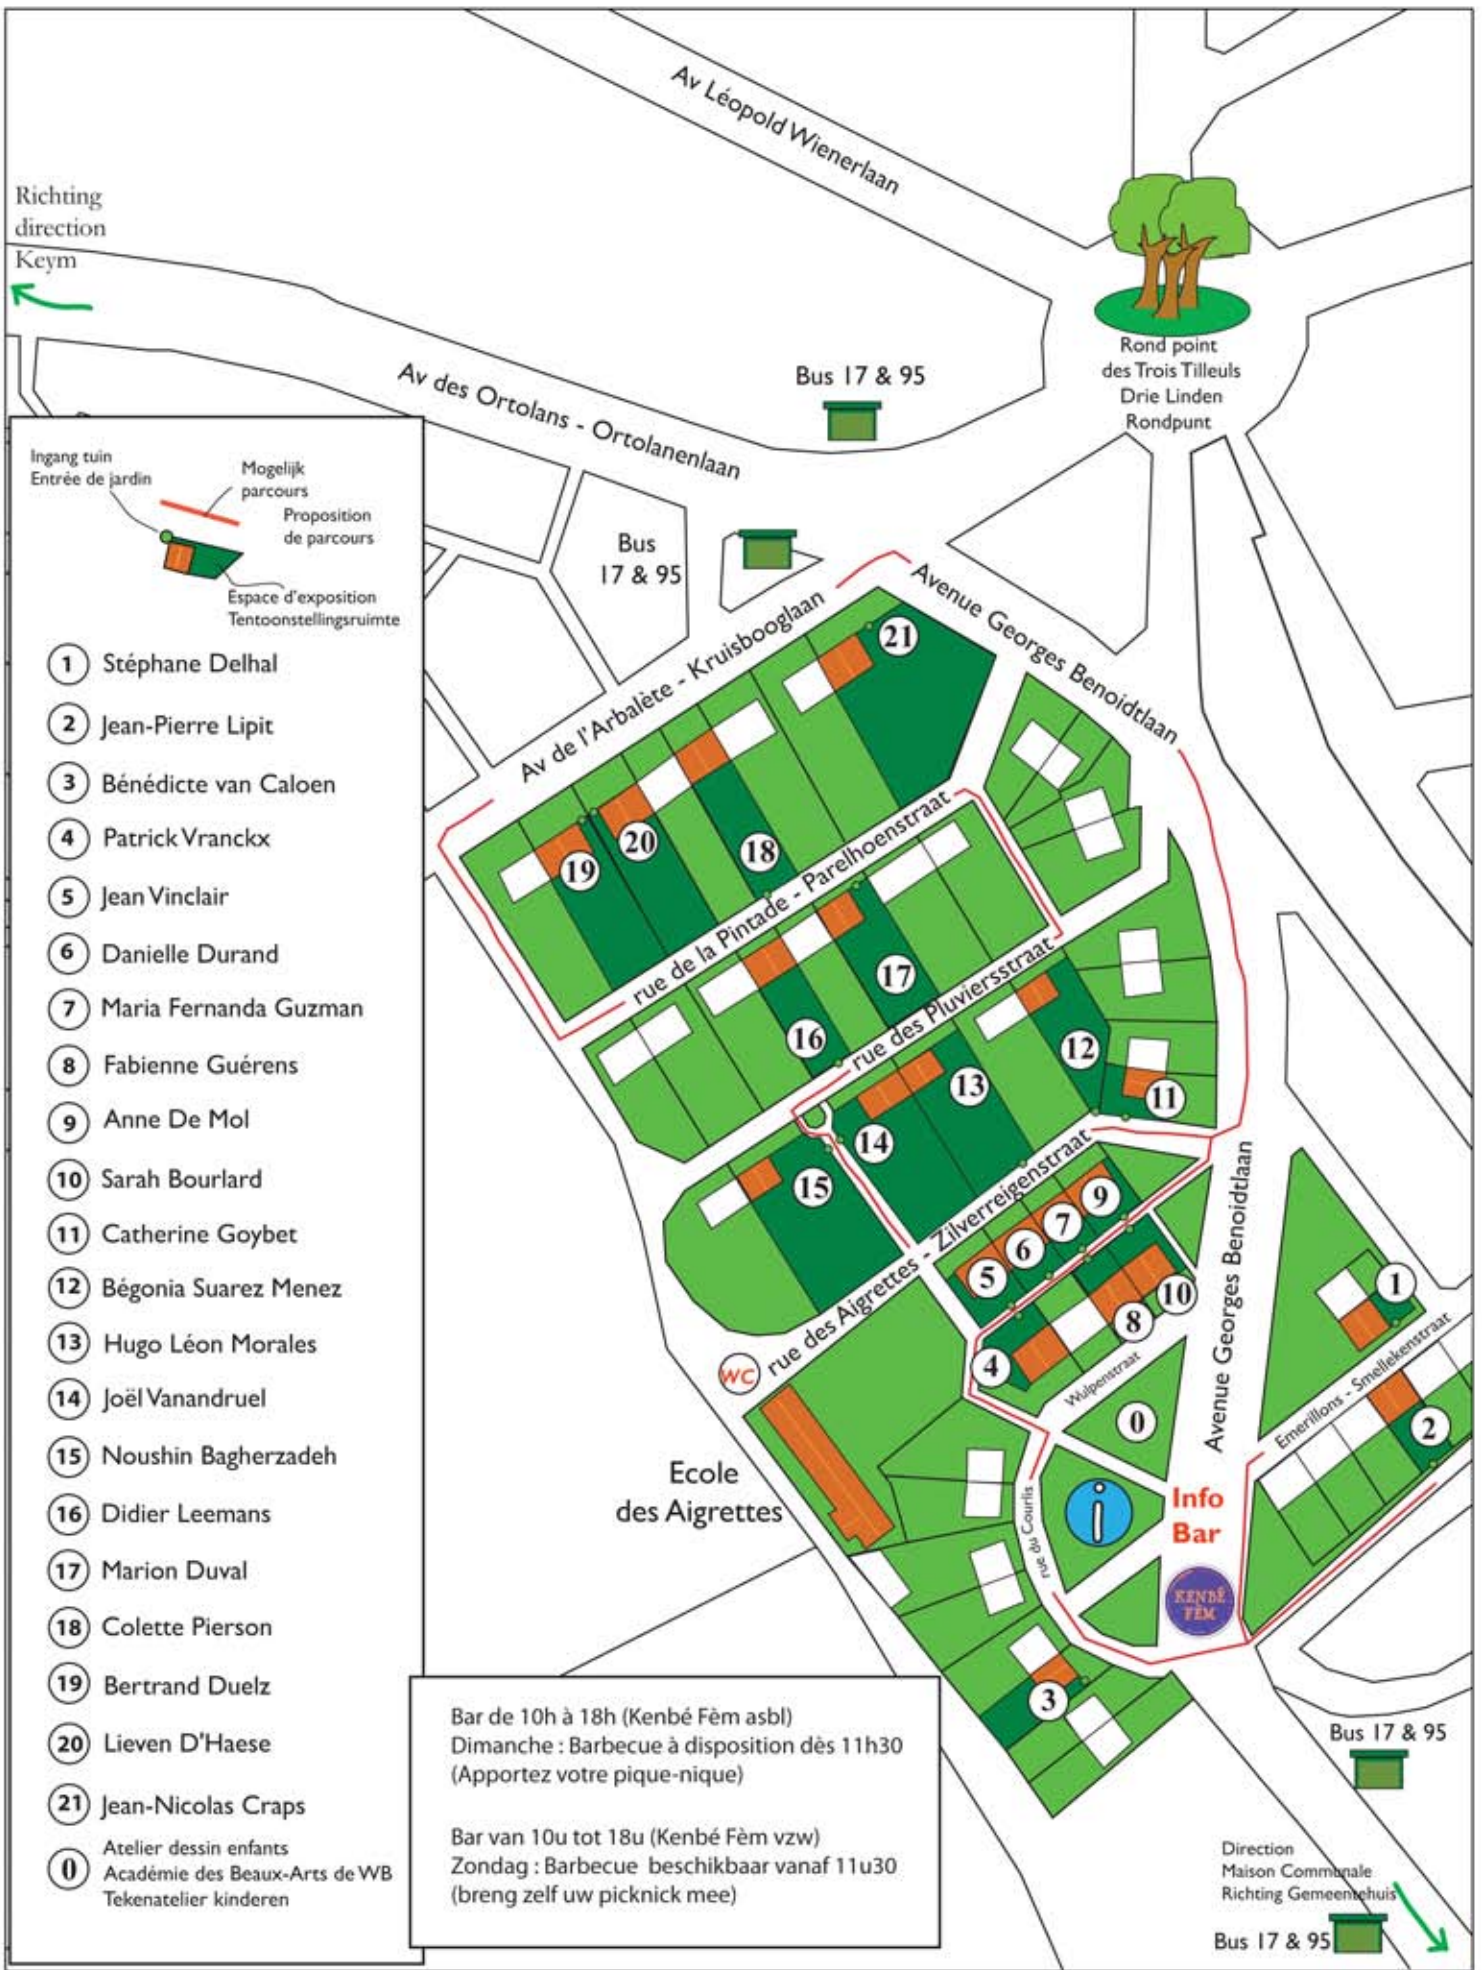 Av Léopold Wienerlaan
Richting
direction
Keym
Rond point
des Trois Tilleuls
Drie Linden
Rondpunt
Av des Ortolans - Ortolanenlaan
Bus 17 & 95
Bus
17 & 95
Ingang tuin
Entrée de jardin
Mogelijk
parcours
Proposition
de parcours
Espace d'exposition
Tentoonstellingsruimte
1 Stéphane Delhal
2 Jean-Pierre Lipit
3 Bénédicte van Caloen
4 Patrick Vranckx
5 Jean Vinclair
6 Danielle Durand
7 Maria Fernanda Guzman
8 Fabienne Guérens
9 Anne De Mol
10 Sarah Bourlard
11 Catherine Goybet
12 Bégonia Suarez Menez
13 Hugo Léon Morales
14 Joël Vanandruel
15 Noushin Bagherzadeh
16 Didier Leemans
17 Marion Duval
18 Colette Pierson
19 Bertrand Duelz
20 Lieven D'Haese
21 Jean-Nicolas Craps
0 Atelier dessin enfants
Académie des Beaux-Arts de WB
Tekenatelier kinderen
Avenue Georges Benoidtlaan
Av de l'Arbalète - Kruisbooglaan
21
20
19
18
rue de la Pintade - Parelhoenstraat
17
16
rue des Pluviersstraat
12
13
11
14
15
rue des Aigrettes - Zilverreigenstraat
9
7
6
5
10
8
4
WC
Wulpenstraat
0
Avenue Georges Benoidtlaan
1
Emerillons - Smellekenstraat
2
Ecole
des Aigrettes
rue du Courlis
i
Info
Bar
KENBÉ
FÈM
3
Bar de 10h à 18h (Kenbé Fèm asbl)
Dimanche : Barbecue à disposition dès 11h30
(Apportez votre pique-nique)
Bar van 10u tot 18u (Kenbé Fèm vzw)
Zondag : Barbecue beschikbaar vanaf 11u30
(breng zelf uw picknick mee)
Bus 17 & 95
Direction
Maison Communale
Richting Gemeentehuis
Bus 17 & 95